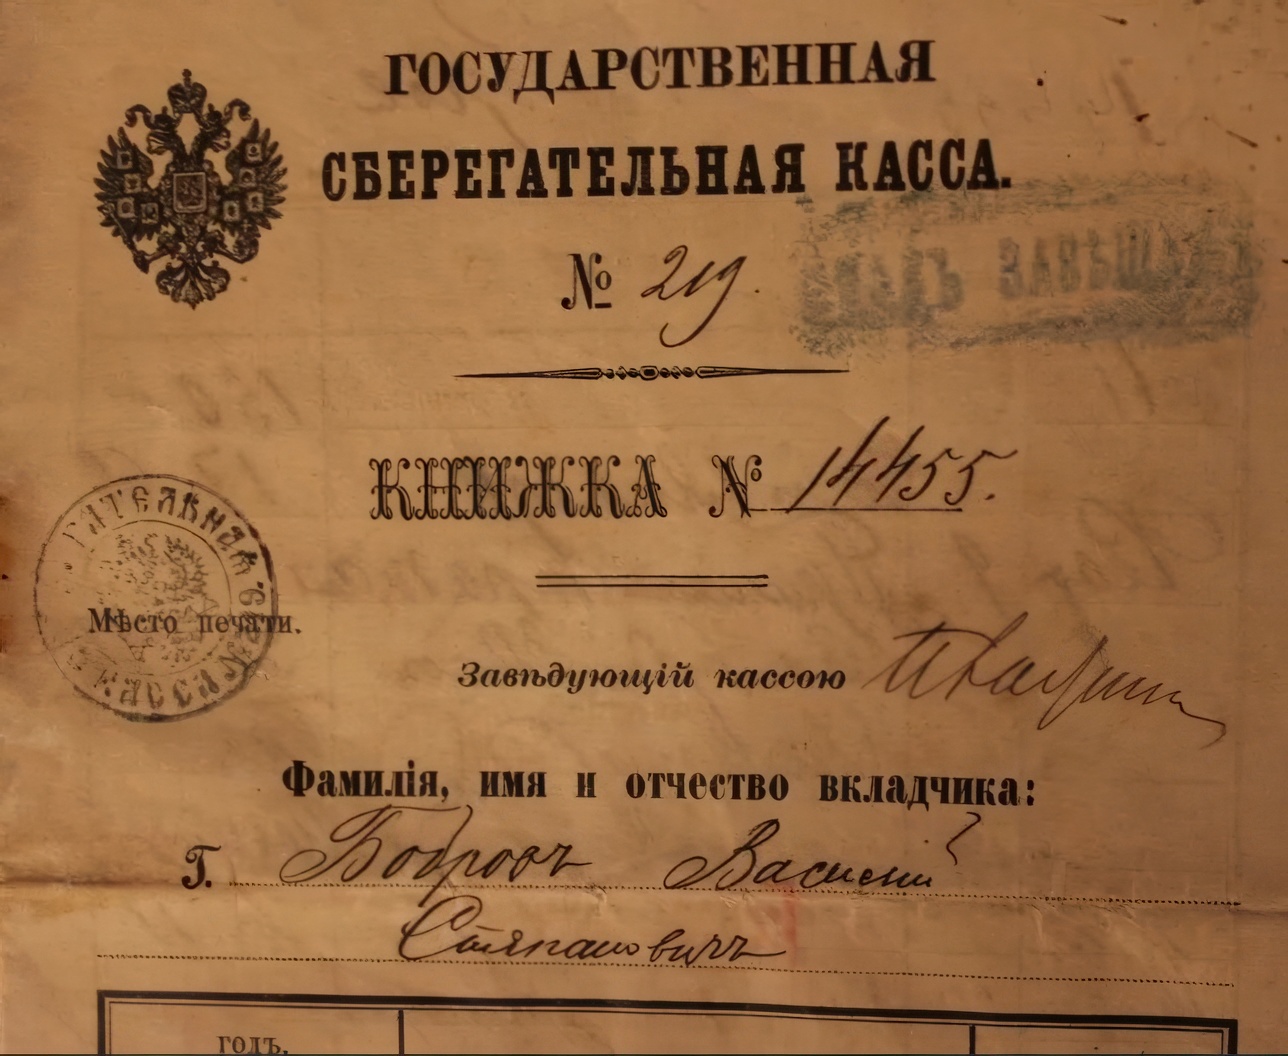 ГОСУДАРСТВЕННАЯ
СБЕРЕГАТЕЛЬНАЯ КАССА.
№ 219.
КНИЖКА № 14455.
Мѣсто печати.
Завѣдующій кассою
Фамилія, имя и отчество вкладчика:
Г. Бобровъ Василій
Стяпановичъ
годъ.